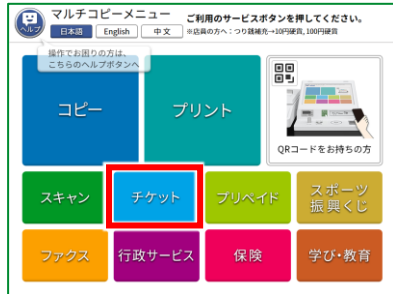 マルチコピーメニュー
ご利用のサービスボタンを押してください。
ヘルプ
日本語 English 中文
※店員の方へ:つり銭補充→10円硬貨,100円硬貨
操作でお困りの方は、
こちらのヘルプボタンへ
コピー
プリント
QRコードをお持ちの方
スキャン
チケット
プリペイド
スポーツ
振興くじ
ファクス
行政サービス
保険
学び・教育